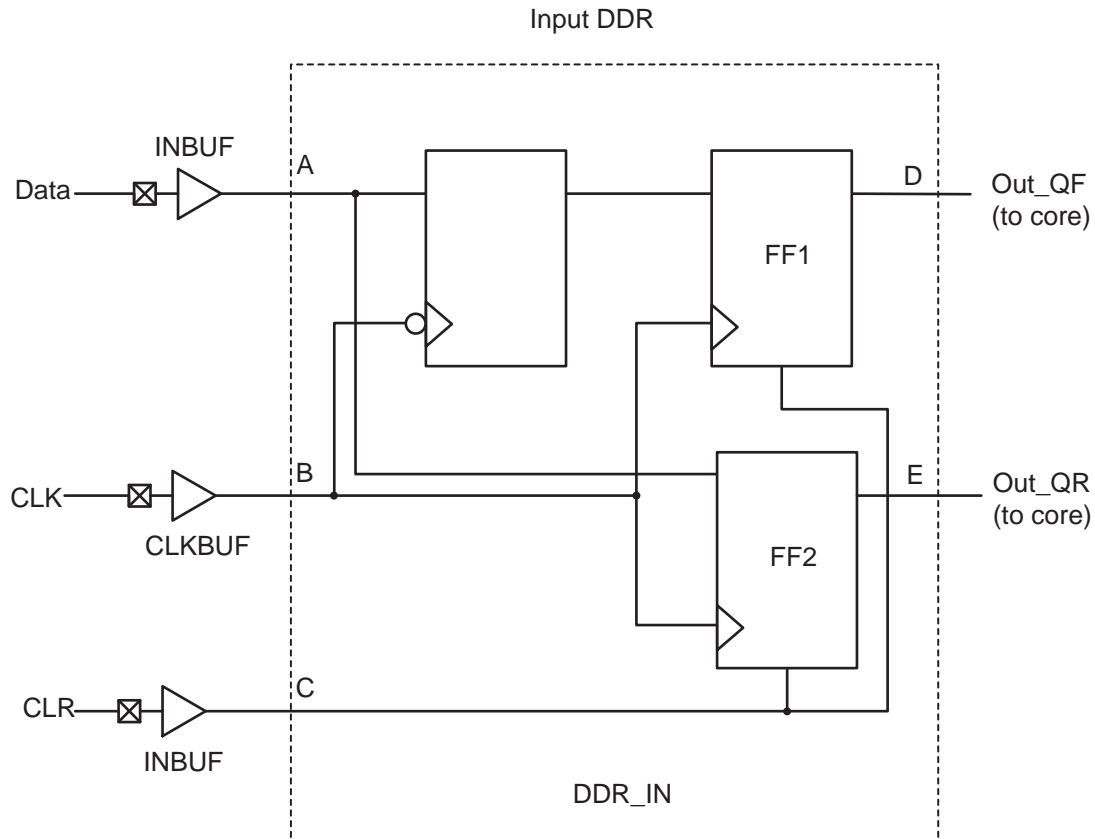 Input DDR
INBUF
A
Data
D
Out_QF
(to core)
FF1
B
CLK
CLKBUF
E
Out_QR
(to core)
FF2
C
CLR
INBUF
DDR_IN